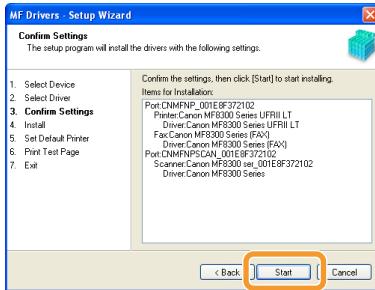 MF Drivers - Setup Wizard
Confirm Settings
The setup program will install the drivers with the following settings.
1. Select Device
2. Select Driver
3. Confirm Settings
4. Install
5. Set Default Printer
6. Print Test Page
7. Exit
Confirm the settings, then click [Start] to start installing.
Items for Installation:
Port:CNMFNP_001E8F372102
Printer:Canon MF8300 Series UFRII LT
Driver:Canon MF8300 Series UFRII LT
Fax:Canon MF8300 Series (FAX)
Driver:Canon MF8300 Series (FAX)
Port:CNMFNPSCAN_001E8F372102
Scanner:Canon MF8300 ser_001E8F372102
Driver:Canon MF8300 Series
< Back
Start
Cancel